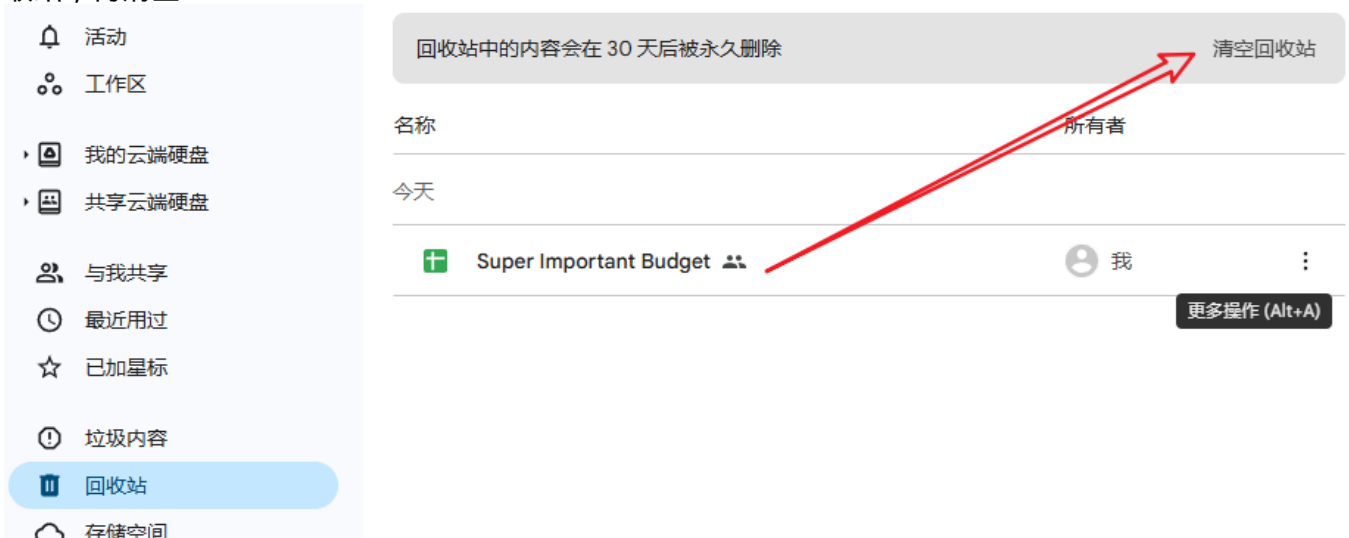 活动
工作区
我的云端硬盘
共享云端硬盘
与我共享
最近用过
已加星标
垃圾内容
回收站
存储空间
回收站中的内容会在 30 天后被永久删除 清空回收站
名称 所有者
今天
Super Important Budget 我
更多操作 (Alt+A)